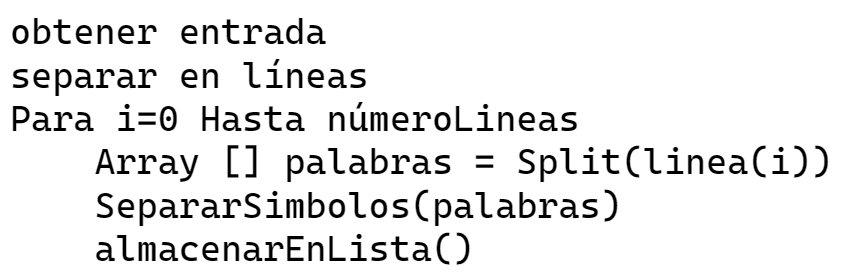 obtener entrada
separar en líneas
Para i=0 Hasta númeroLineas
    Array [] palabras = Split(linea(i))
    SepararSimbolos(palabras)
    almacenarEnLista()